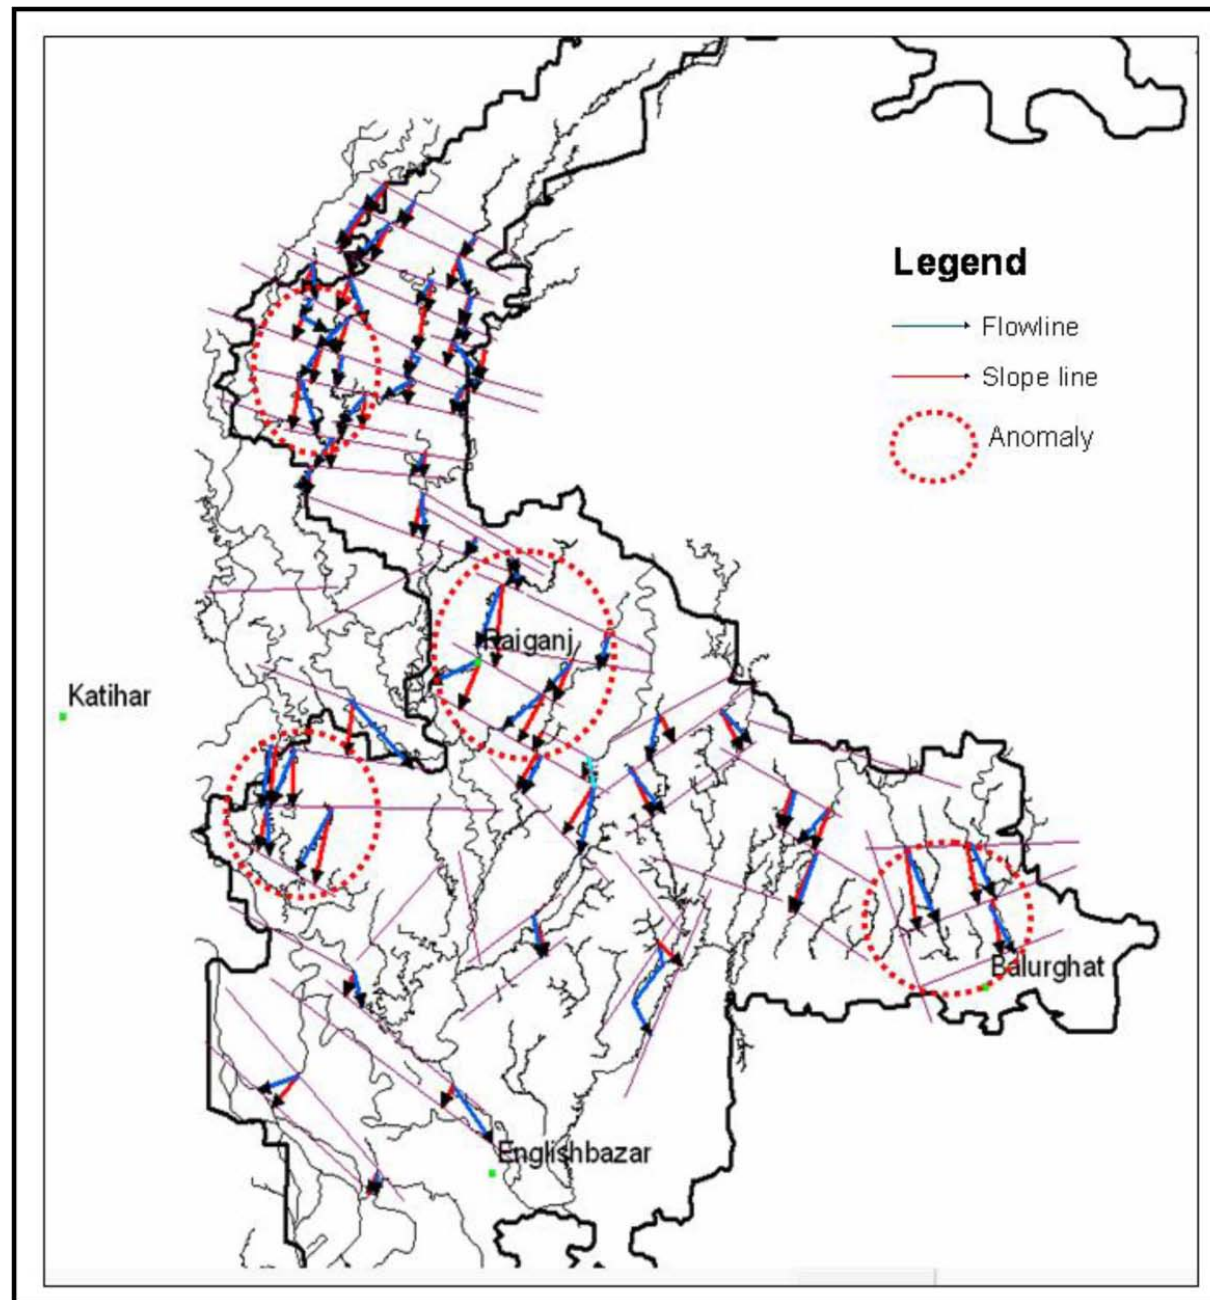 Legend
Flowline
Slope line
Anomaly
Raiganj
Katihar
Balurghat
Englishbazar